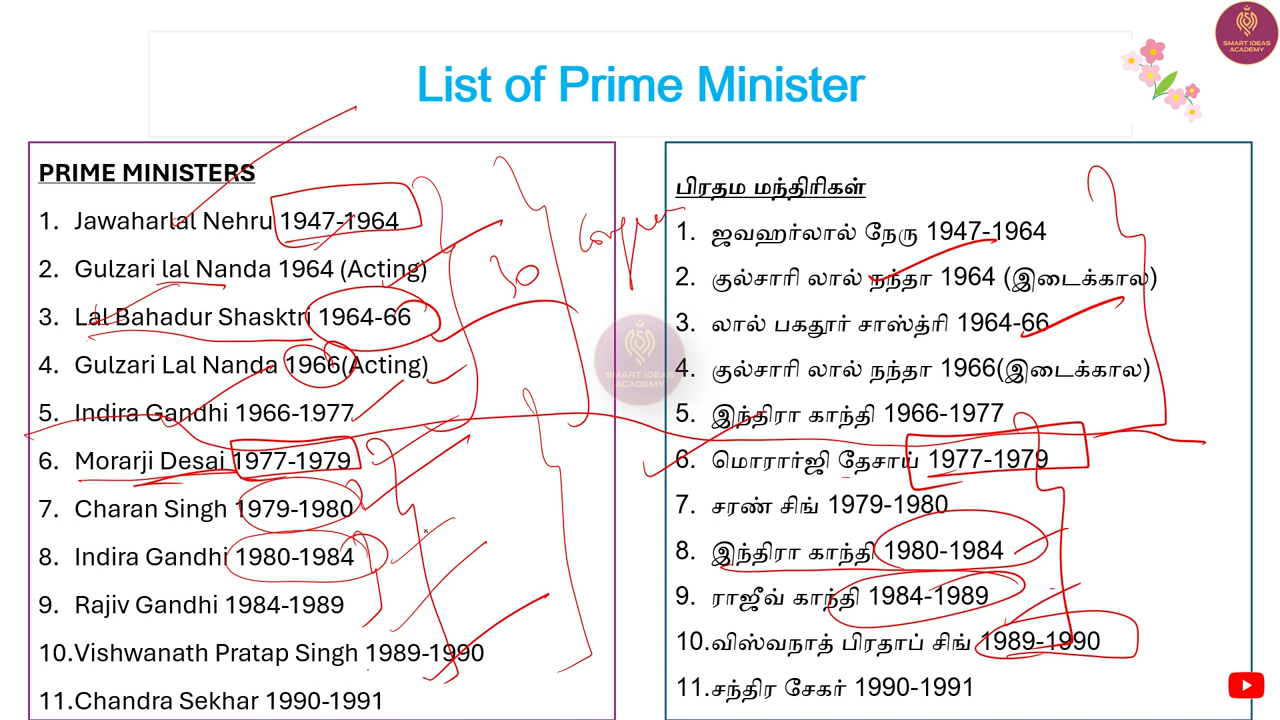 SMART IDEAS
ACADEMY
List of Prime Minister
PRIME MINISTERS
1. Jawaharlal Nehru 1947-1964
2. Gulzari lal Nanda 1964 (Acting)
3. Lal Bahadur Shasktri 1964-66
4. Gulzari Lal Nanda 1966(Acting)
5. Indira Gandhi 1966-1977
6. Morarji Desai 1977-1979
7. Charan Singh 1979-1980
8. Indira Gandhi 1980-1984
9. Rajiv Gandhi 1984-1989
10.Vishwanath Pratap Singh 1989-1990
11.Chandra Sekhar 1990-1991
30
SMART IDEAS
ACADEMY
பிரதம மந்திரிகள்
1. ஜவஹர்லால் நேரு 1947-1964
2. குல்சாரி லால் நந்தா 1964 (இடைக்கால)
3. லால் பகதூர் சாஸ்த்ரி 1964-66
4. குல்சாரி லால் நந்தா 1966(இடைக்கால)
5. இந்திரா காந்தி 1966-1977
6. மொரார்ஜி தேசாய் 1977-1979
7. சரண் சிங் 1979-1980
8. இந்திரா காந்தி 1980-1984
9. ராஜீவ் காந்தி 1984-1989
10.விஸ்வநாத் பிரதாப் சிங் 1989-1990
11.சந்திர சேகர் 1990-1991